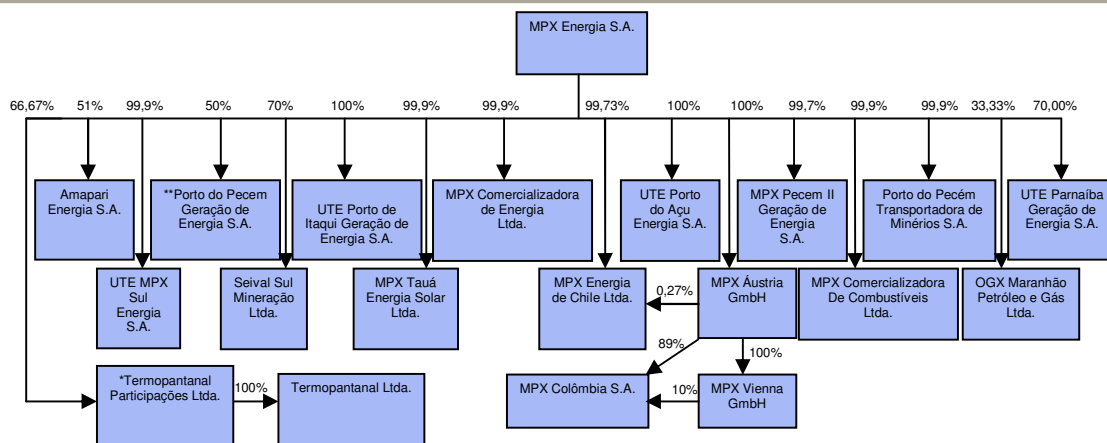 MPX Energia S.A.
66,67%
51%
99,9%
50%
70%
100%
99,9%
99,9%
99,73%
100%
100%
99,7%
99,9%
99,9%
33,33%
70,00%
Amapari
Energia S.A.
**Porto do Pecem
Geração de
Energia S.A.
UTE Porto de
Itaqui Geração de
Energia S.A.
MPX Comercializadora
de Energia
Ltda.
UTE Porto
do Açu
Energia S.A.
MPX Pecem II
Geração de
Energia
S.A.
Porto do Pecém
Transportadora de
Minérios S.A.
UTE Parnaíba
Geração de
Energia S.A.
UTE MPX
Sul
Energia
S.A.
Seival Sul
Mineração
Ltda.
MPX Tauá
Energia Solar
Ltda.
MPX Energia
de Chile Ltda.
0,27%
MPX Áustria
GmbH
MPX Comercializadora
De Combustíveis
Ltda.
OGX Maranhão
Petróleo e Gás
Ltda.
89%
100%
*Termopantanal
Participações Ltda.
100%
Termopantanal Ltda.
MPX Colômbia S.A.
10%
MPX Vienna
GmbH